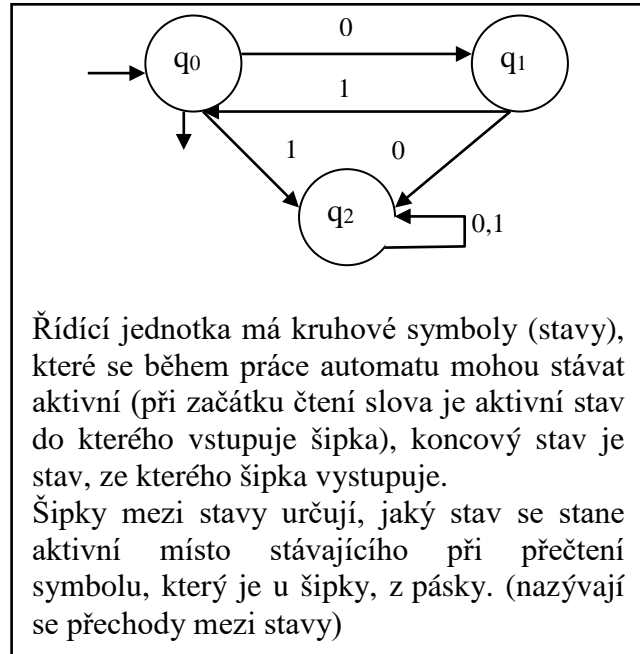 0
q0
q1
1
1
0
q2
0,1
Řídící jednotka má kruhové symboly (stavy),
které se během práce automatu mohou stávat
aktivní (při začátku čtení slova je aktivní stav
do kterého vstupuje šipka), koncový stav je
stav, ze kterého šipka vystupuje.
Šipky mezi stavy určují, jaký stav se stane
aktivní místo stávajícího při přečtení
symbolu, který je u šipky, z pásky. (nazývají
se přechody mezi stavy)